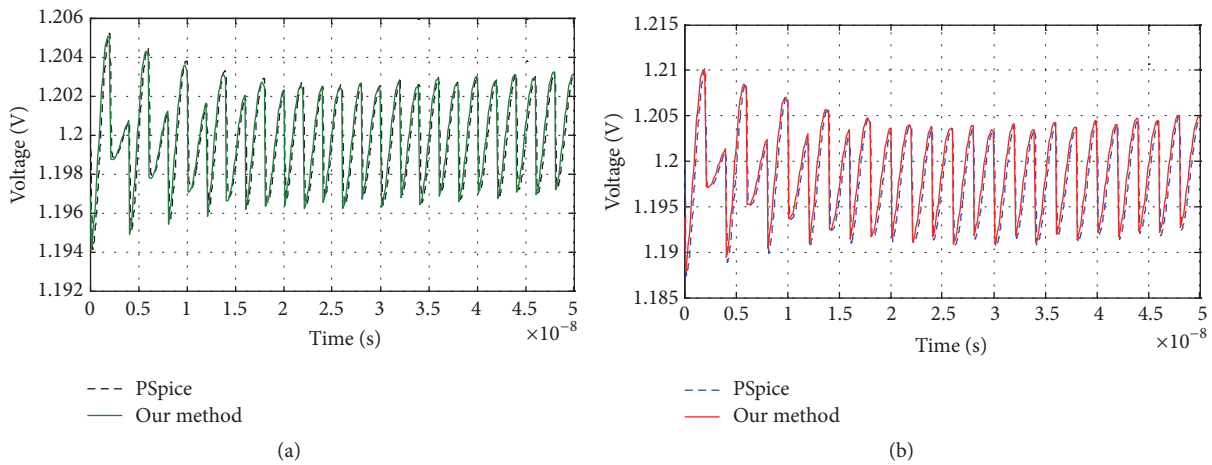 1.206
1.204
1.202
1.2
1.198
1.196
1.194
1.192
Voltage (V)
0 0.5 1 1.5 2 2.5 3 3.5 4 4.5 5
×10−8
Time (s)
PSpice
Our method
(a)
1.215
1.21
1.205
1.2
1.195
1.19
1.185
Voltage (V)
0 0.5 1 1.5 2 2.5 3 3.5 4 4.5 5
×10−8
Time (s)
PSpice
Our method
(b)